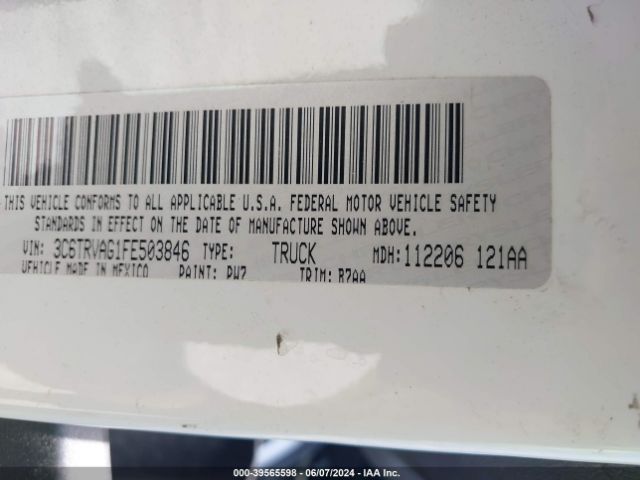 THIS VEHICLE CONFORMS TO ALL APPLICABLE U.S.A. FEDERAL MOTOR VEHICLE SAFETY
STANDARDS IN EFFECT ON THE DATE OF MANUFACTURE SHOWN ABOVE.
VIN: 3C6TRVAG1FE503846 TYPE: TRUCK MDH: 112206 121AA
VEHICLE MADE IN MEXICO PAINT: PW7 TRIM: B7AA
000-39565598 - 06/07/2024 - IAA Inc.